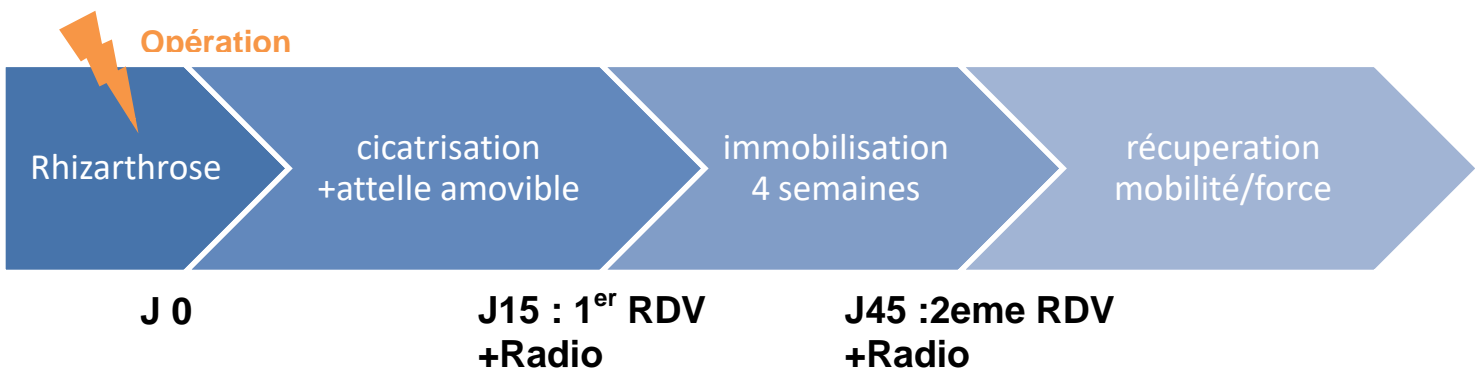 Opération
Rhizarthrose
cicatrisation
+attelle amovible
immobilisation
4 semaines
récuperation
mobilité/force
J 0
J15 : 1er RDV
+Radio
J45 :2eme RDV
+Radio